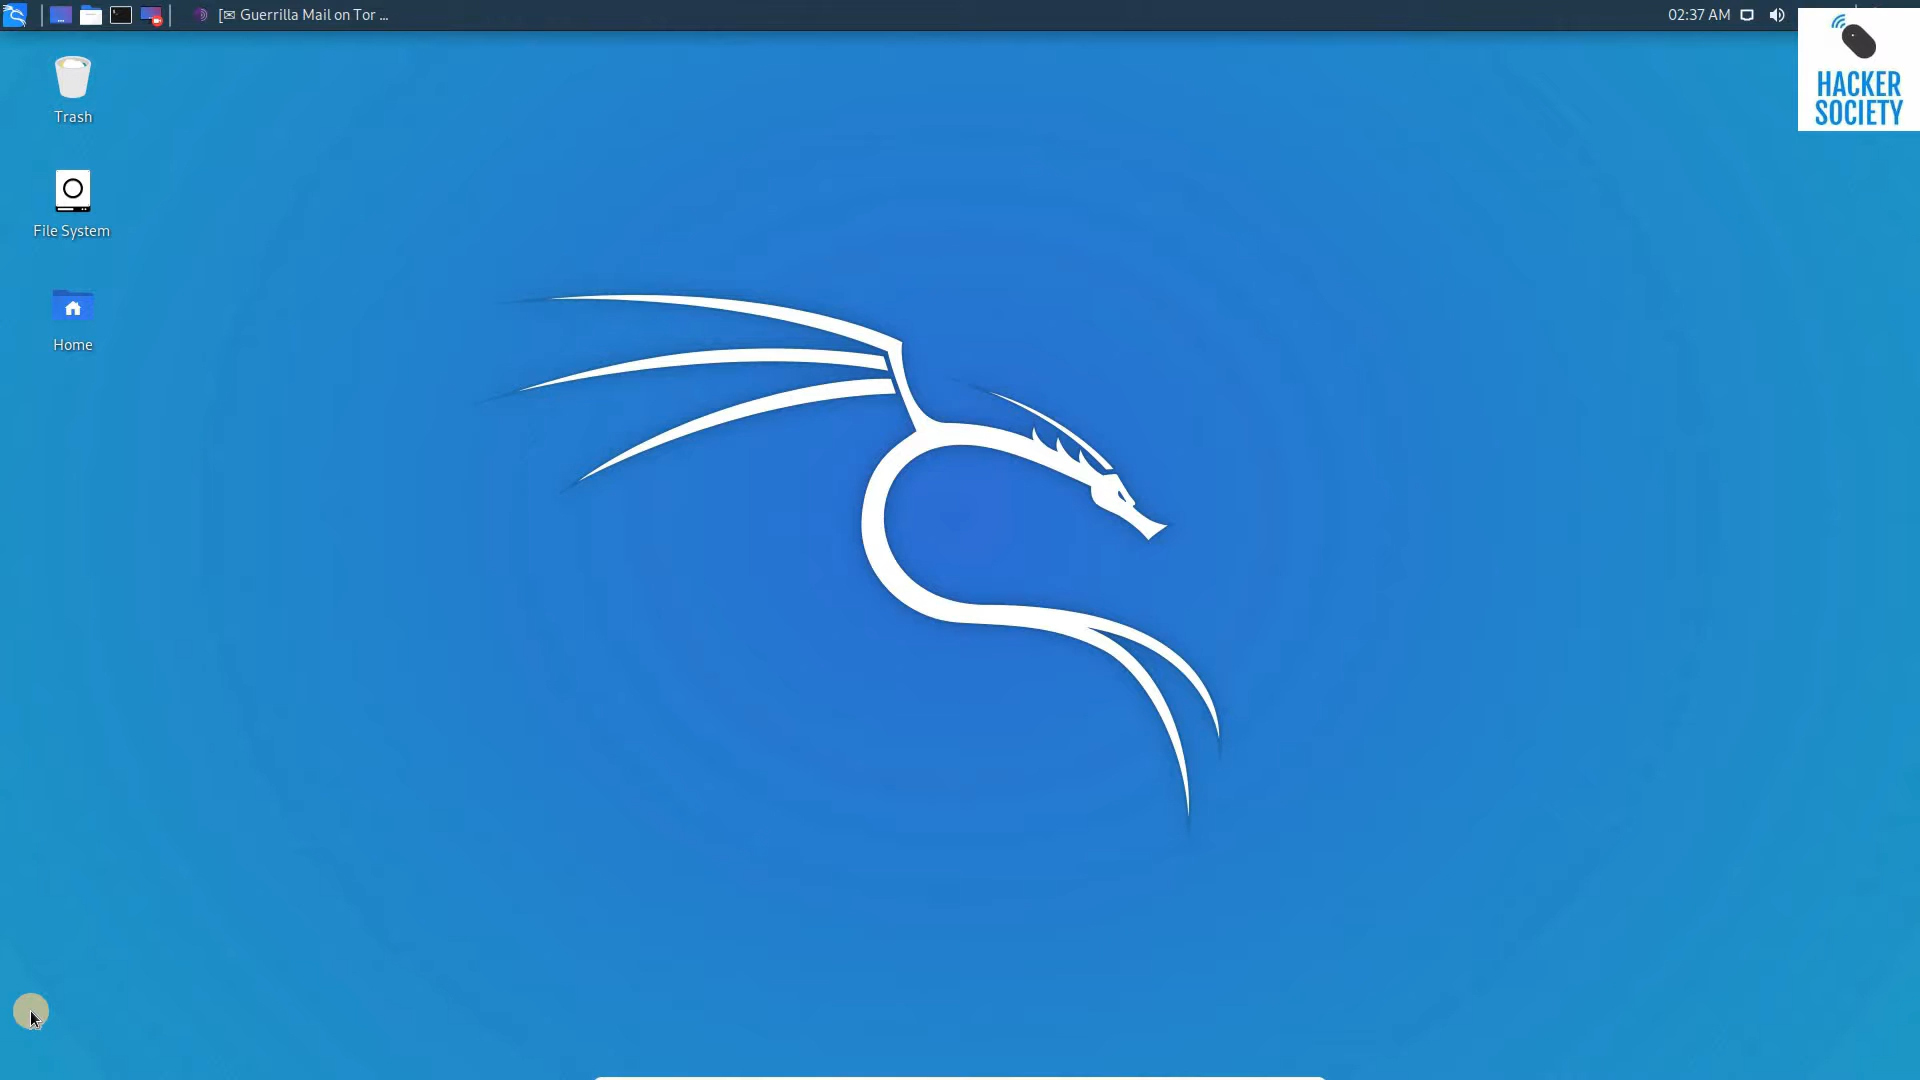 [✉ Guerrilla Mail on Tor ...
02:37 AM
HACKER
SOCIETY
Trash
File System
Home